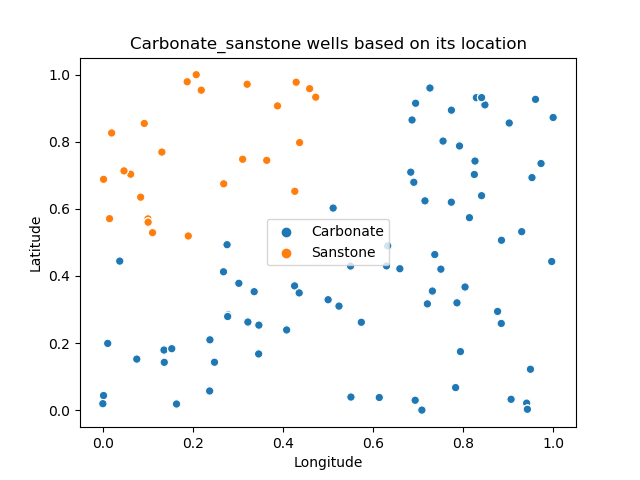 Carbonate_sanstone wells based on its location
1.0
0.8
0.6
0.4
0.2
0.0
Latitude
Carbonate
Sanstone
0.0 0.2 0.4 0.6 0.8 1.0
Longitude